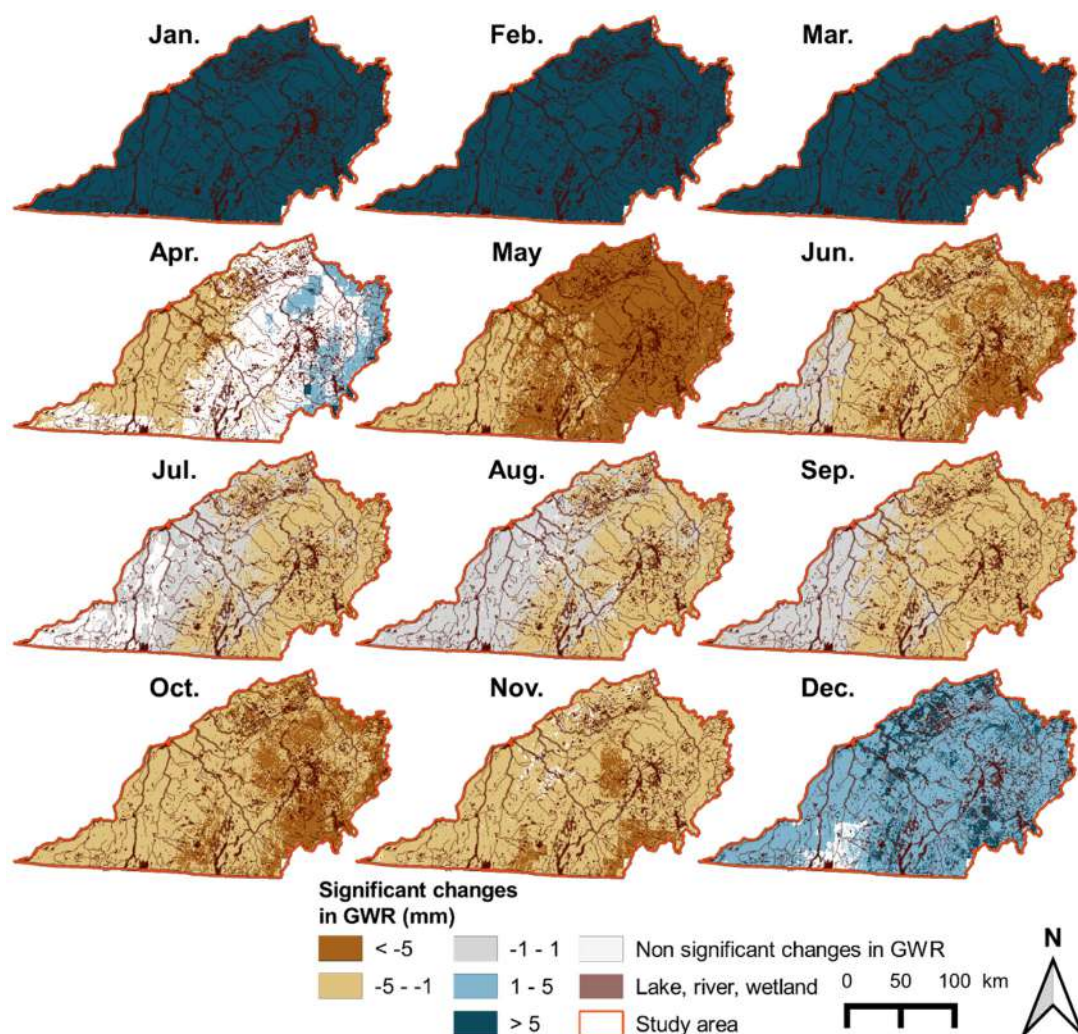 Jan. Feb. Mar.
Apr. May Jun.
Jul. Aug. Sep.
Oct. Nov. Dec.
Significant changes
in GWR (mm)
< -5
-5 - -1
-1 - 1
1 - 5
> 5
Non significant changes in GWR
Lake, river, wetland
Study area
0 50 100 km
N